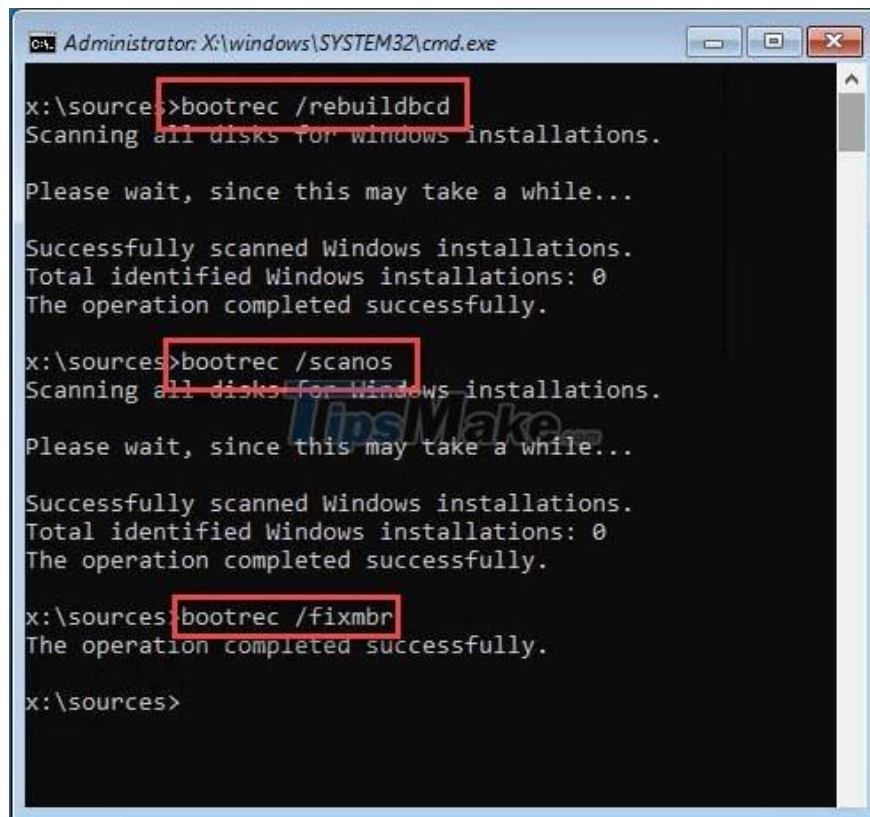 Administrator: X:\windows\SYSTEM32\cmd.exe
x:\sources>bootrec /rebuildbcd
Scanning all disks for Windows installations.
Please wait, since this may take a while...
Successfully scanned Windows installations.
Total identified Windows installations: 0
The operation completed successfully.
x:\sources>bootrec /scanos
Scanning all disks for Windows installations.
TipsMake.com
Please wait, since this may take a while...
Successfully scanned Windows installations.
Total identified Windows installations: 0
The operation completed successfully.
x:\sources>bootrec /fixmbr
The operation completed successfully.
x:\sources>